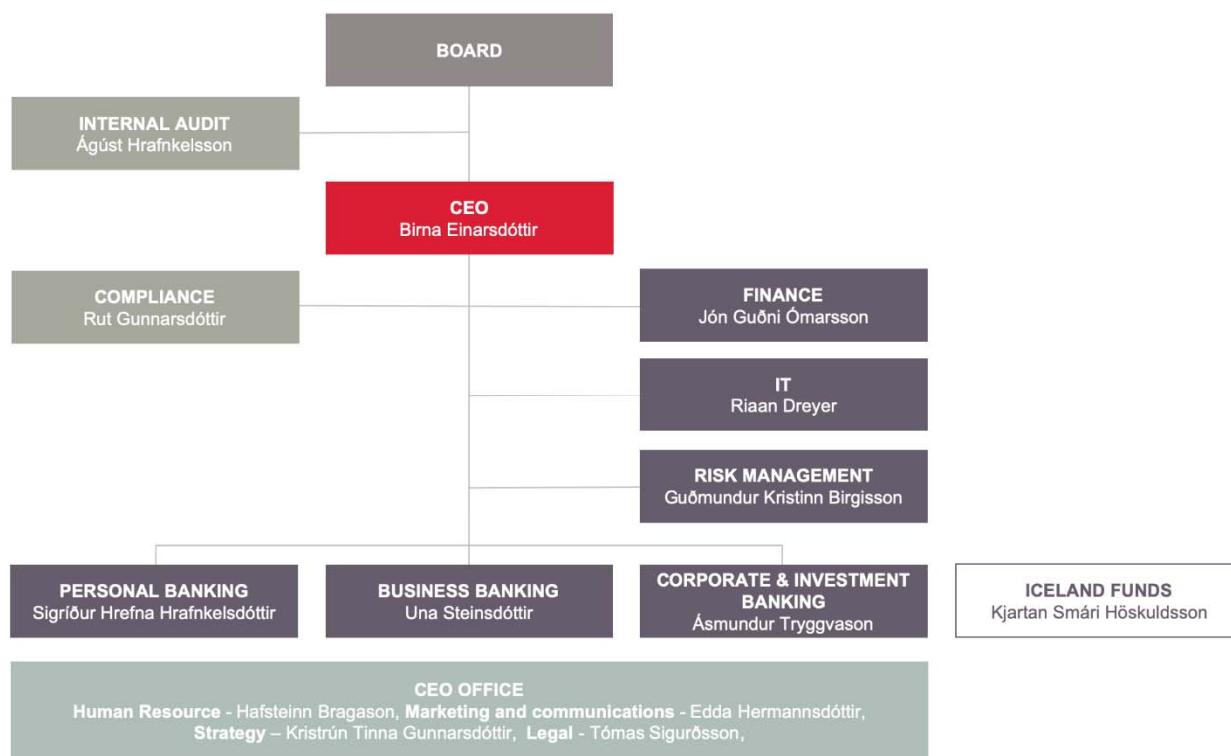 BOARD
INTERNAL AUDIT
Ágúst Hrafnkelsson
CEO
Birna Einarsdóttir
COMPLIANCE
Rut Gunnarsdóttir
FINANCE
Jón Guðni Ómarsson
IT
Riaan Dreyer
RISK MANAGEMENT
Guðmundur Kristinn Birgisson
PERSONAL BANKING
Sigríður Hrefna Hrafnkelsdóttir
BUSINESS BANKING
Una Steinsdóttir
CORPORATE & INVESTMENT
BANKING
Ásmundur Tryggvason
ICELAND FUNDS
Kjartan Smári Höskuldsson
CEO OFFICE
Human Resource - Hafsteinn Bragason, Marketing and communications - Edda Hermannsdóttir,
Strategy – Kristrún Tinna Gunnarsdóttir, Legal - Tómas Sigurðsson,